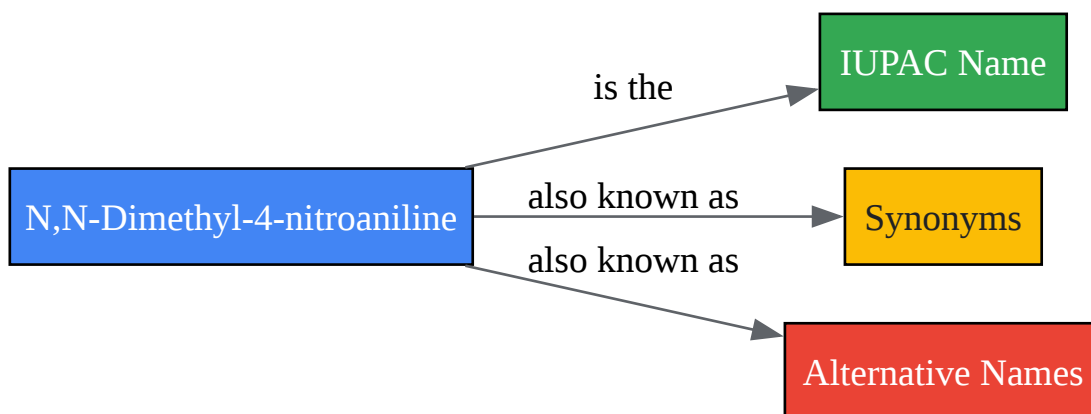 IUPAC Name
is the
N,N-Dimethyl-4-nitroaniline
also known as
Synonyms
also known as
Alternative Names